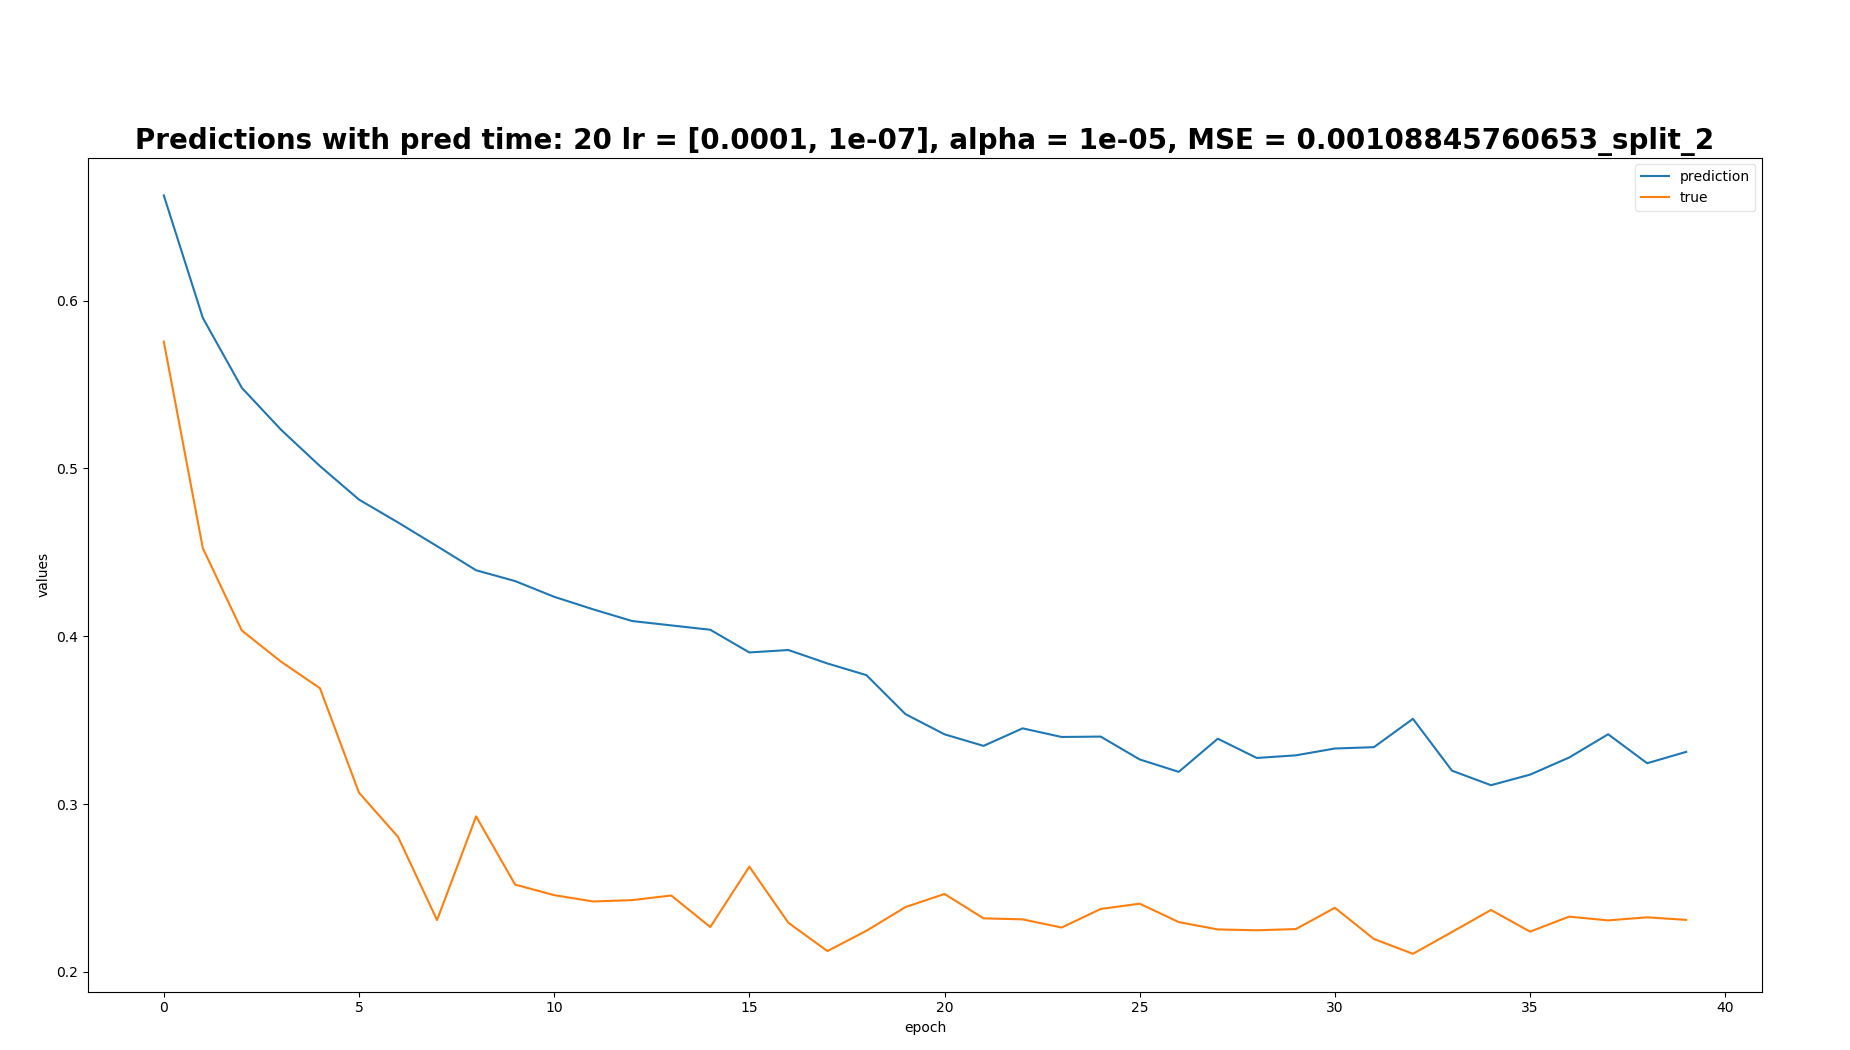 Predictions with pred time: 20 lr = [0.0001, 1e-07], alpha = 1e-05, MSE = 0.00108845760653_split_2
prediction
true
values
0.6
0.5
0.4
0.3
0.2
0 5 10 15 20 25 30 35 40
epoch